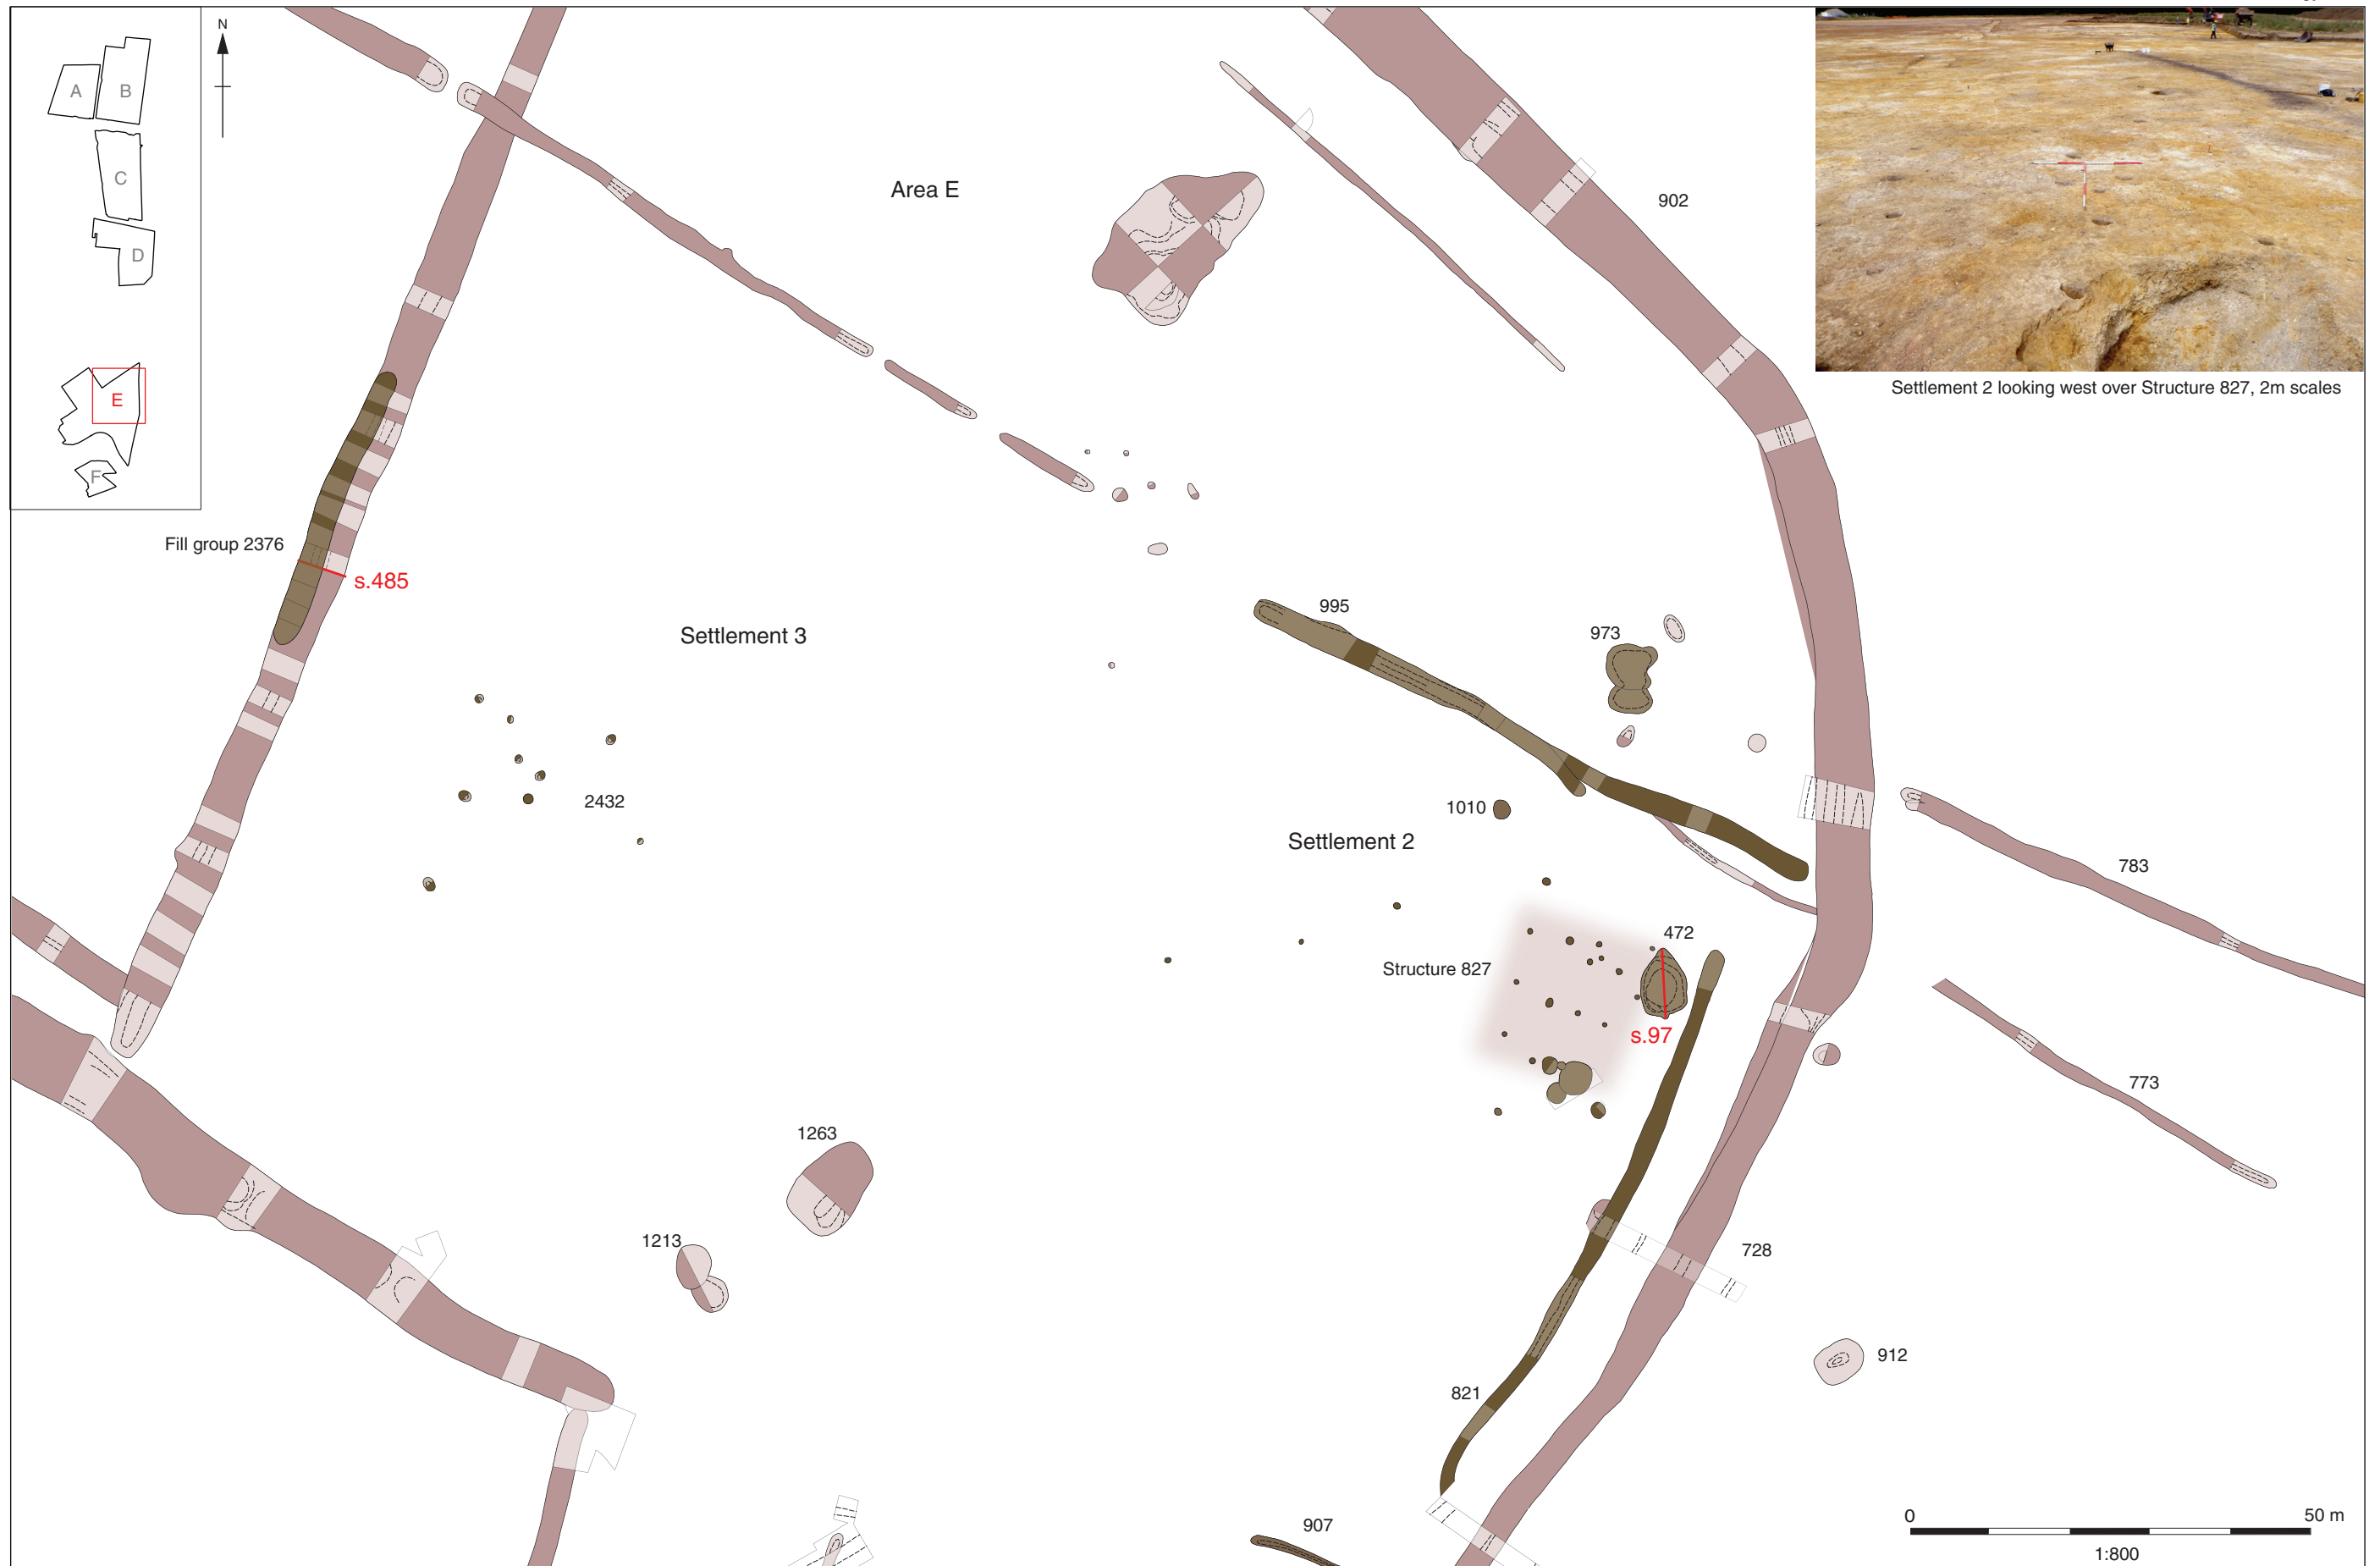 N
A
B
C
D
E
F
Area E
902
Settlement 2 looking west over Structure 827, 2m scales
Fill group 2376
s.485
Settlement 3
995
973
2432
1010
Settlement 2
783
472
Structure 827
s.97
773
1263
1213
728
912
821
907
0
50 m
1:800